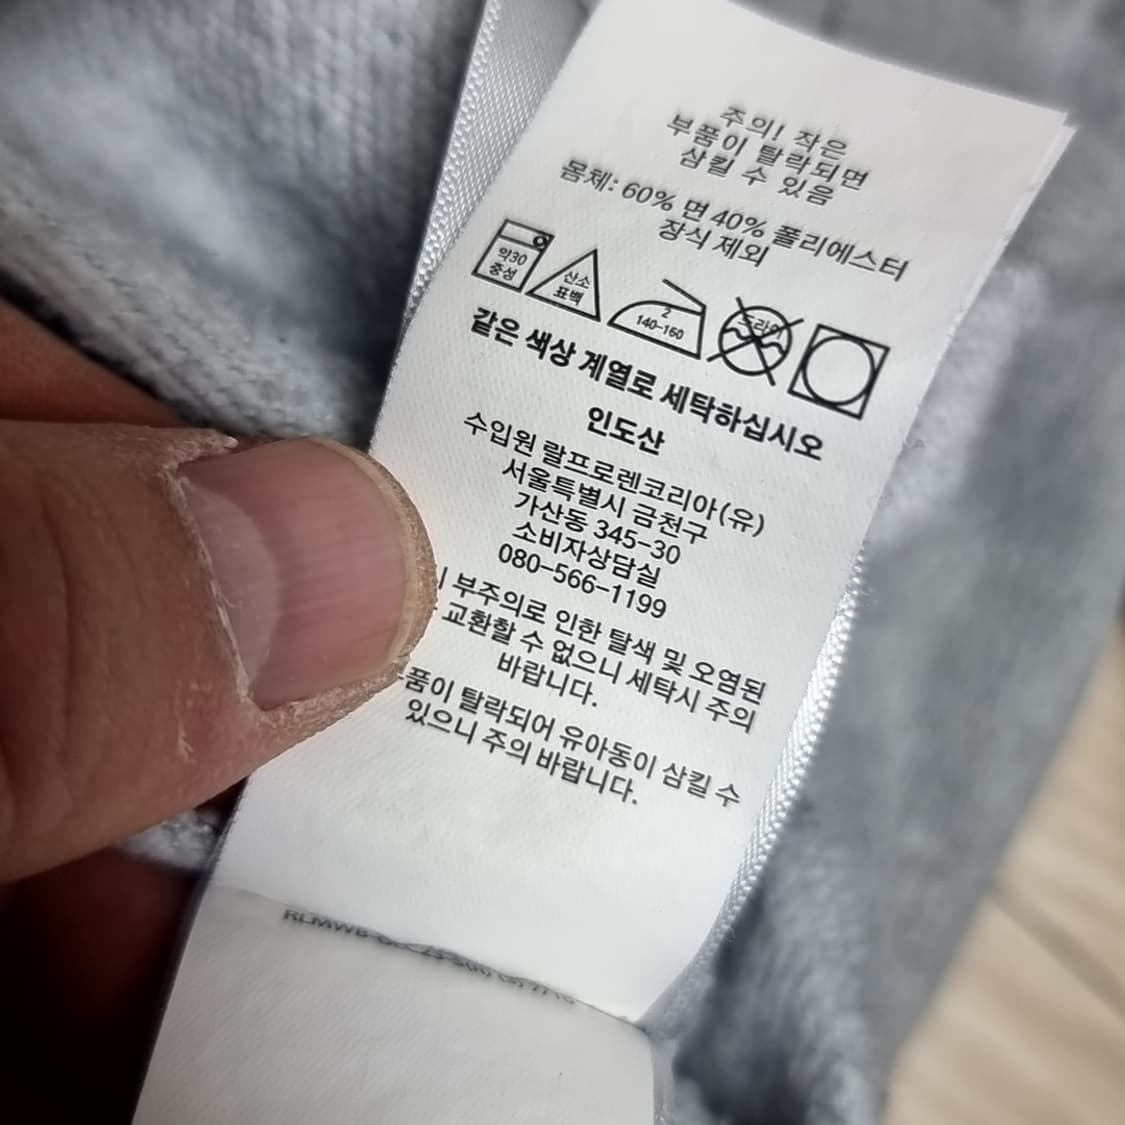 주의! 작은
부품이 탈락되면
삼킬 수 있음
몸체: 60% 면 40% 폴리에스터
장식 제외
약30
중성
산소
표백
2
140-160
드라이
같은 색상 계열로 세탁하십시오
인도산
수입원 랄프로렌코리아(유)
서울특별시 금천구
가산동 345-30
소비자상담실
080-566-1199
부주의로 인한 탈색 및 오염된
교환할 수 없으니 세탁시 주의
바랍니다.
탈락되어 유아동이 삼킬 수
있으니 주의 바랍니다.